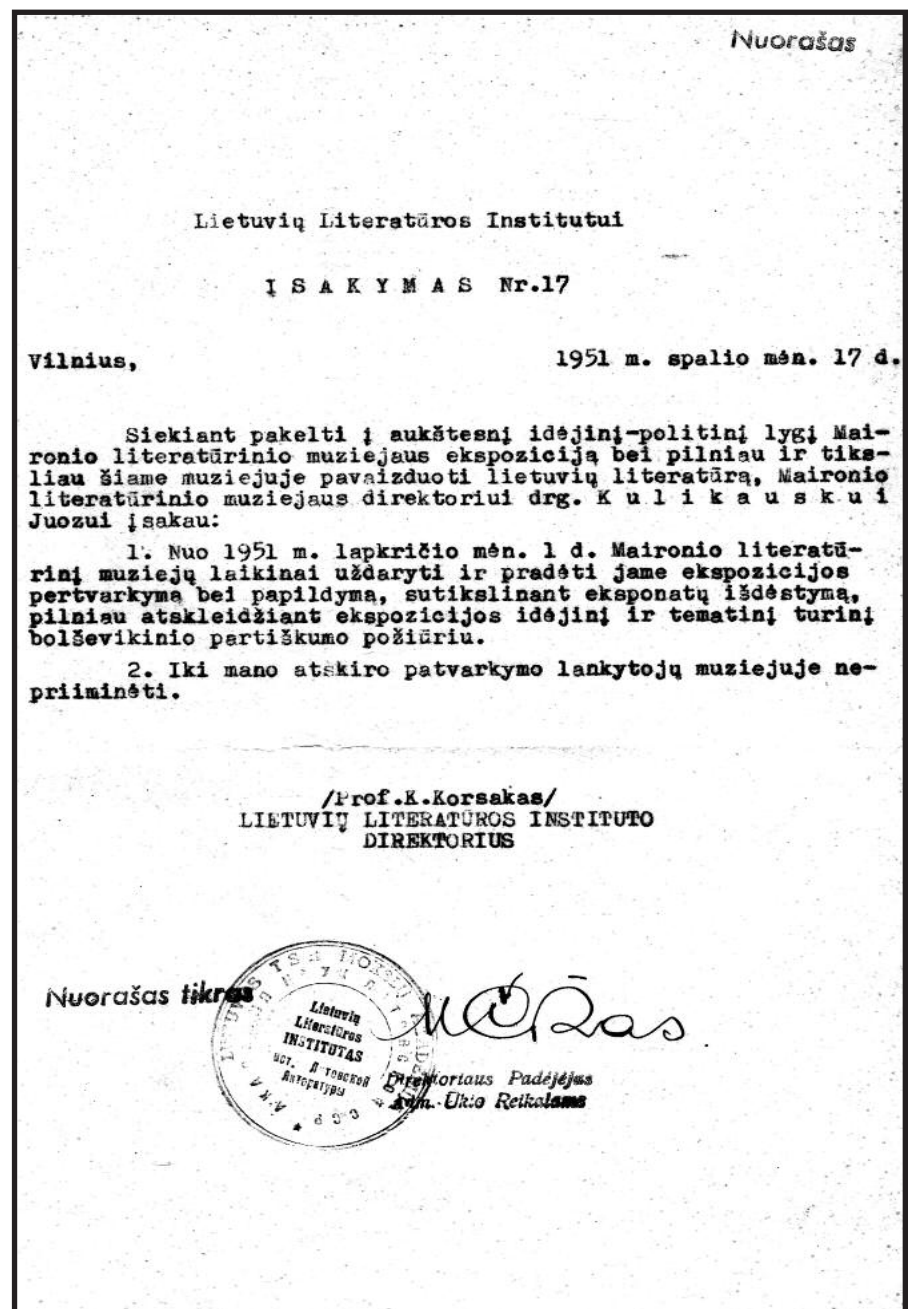 Nuorašas
Lietuvių Literatūros Institutui
ĮSAKYMAS Nr.17
Vilnius, 1951 m. spalio mėn. 17 d.
Siekiant pakelti į aukštesnį idėjinį-politinį lygį Mai-
ronio literatūrinio muziejaus ekspoziciją bei pilniau ir tiks-
liau šiame muziejuje pavaizduoti lietuvių literatūrą, Maironio
literatūrinio muziejaus direktoriui drg. Kulikauskui
Juozui įsakau:
1. Nuo 1951 m. lapkričio mėn. 1 d. Maironio literatū-
rinį muziejų laikinai uždaryti ir pradėti jame ekspozicijos
pertvarkymą bei papildymą, sutikslinant eksponatų išdėstymą,
pilniau atskleidžiant ekspozicijos idėjinį ir tematinį turinį
bolševikinio partiškumo požiūriu.
2. Iki mano atskiro patvarkymo lankytojų muziejuje ne-
priiminėti.
/Prof.K.Korsakas/
LIETUVIŲ LITERATŪROS INSTITUTO
DIREKTORIUS
Nuorašas tikras
Lietuvių
Literatūros
INSTITUTAS
Литовской
Литературы
Direktoriaus Padėjėjas
Adm. Ūkio Reikalams